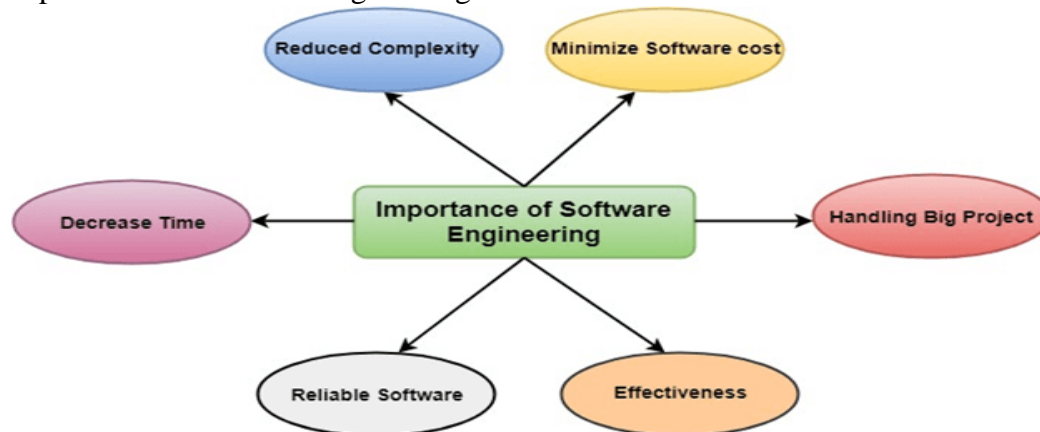 Reduced Complexity
Minimize Software cost
Decrease Time
Importance of Software
Engineering
Handling Big Project
Reliable Software
Effectiveness